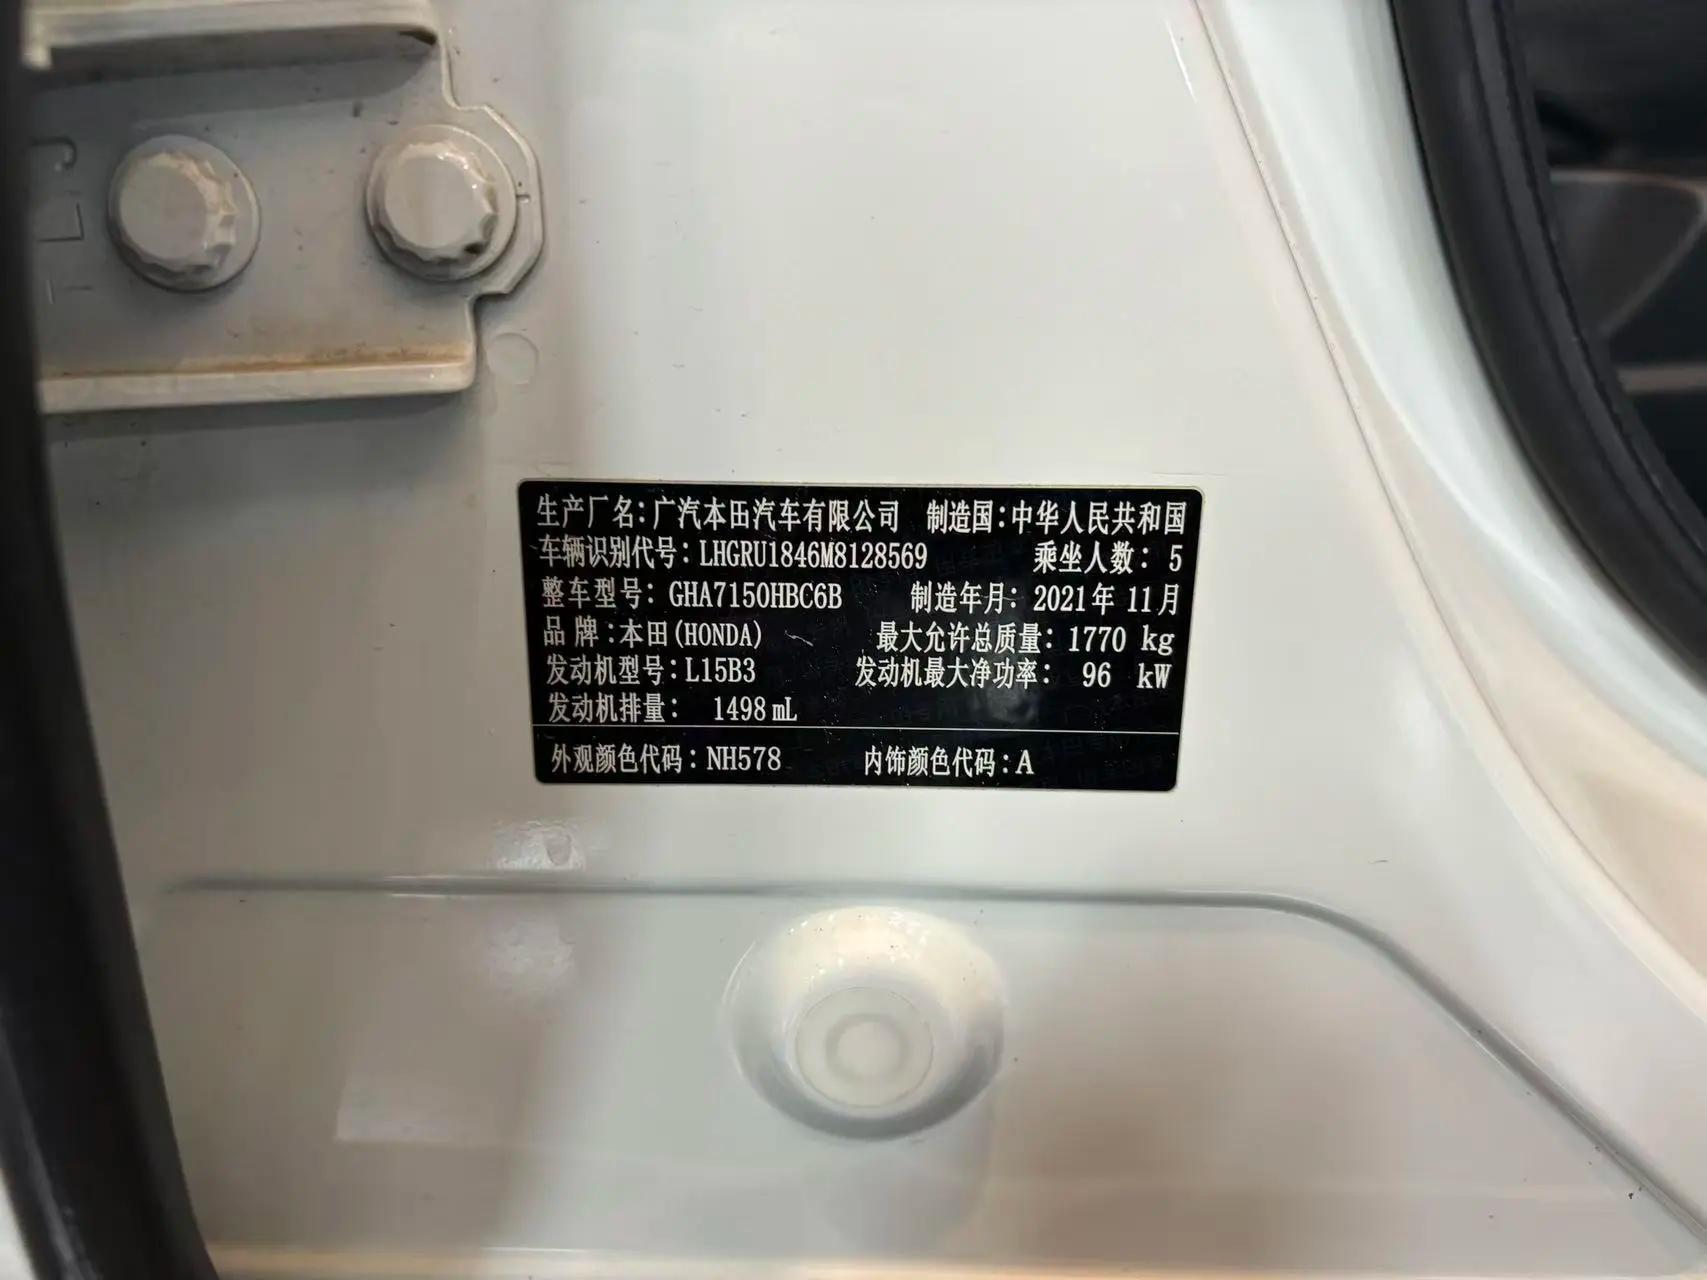 生产厂名:广汽本田汽车有限公司 制造国:中华人民共和国
车辆识别代号:LHGRU1846M8128569 乘坐人数:5
整车型号:GHA7150HBC6B 制造年月:2021年11月
品牌:本田(HONDA) 最大允许总质量:1770 kg
发动机型号:L15B3 发动机最大净功率:96 kW
发动机排量:1498mL
外观颜色代码:NH578 内饰颜色代码:A